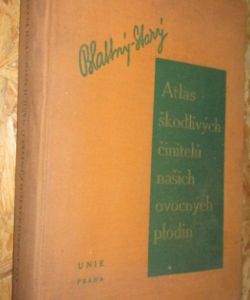 Blattný-Starý
Atlas
škodlivých
činitelů
našich
ovocných
plodin
UNIE
PRAHA